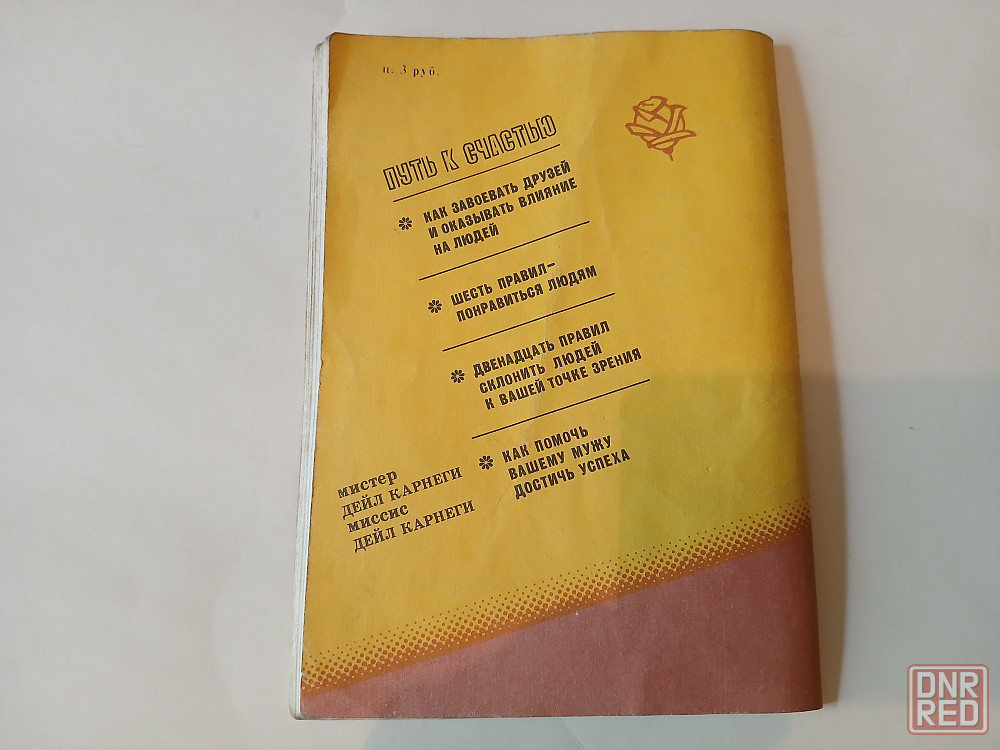 п. 3 руб.
ПУТЬ К СЧАСТЬЮ
КАК ЗАВОЕВАТЬ ДРУЗЕЙ
И ОКАЗЫВАТЬ ВЛИЯНИЕ
НА ЛЮДЕЙ
ШЕСТЬ ПРАВИЛ—
ПОНРАВИТЬСЯ ЛЮДЯМ
ДВЕНАДЦАТЬ ПРАВИЛ
СКЛОНИТЬ ЛЮДЕЙ
К ВАШЕЙ ТОЧКЕ ЗРЕНИЯ
КАК ПОМОЧЬ
ВАШЕМУ МУЖУ
ДОСТИЧЬ УСПЕХА
мистер
ДЕЙЛ КАРНЕГИ
миссис
ДЕЙЛ КАРНЕГИ
DNR
RED